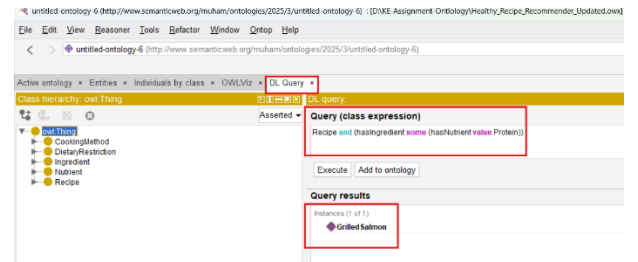 untitled-ontology-6 (http://www.semanticweb.org/muham/ontologies/2025/3/untitled-ontology-6) : [D:\KE-Assignment-Ontlology\Healthy_Recipe_Recommender_Updated.owx]
File Edit View Reasoner Tools Refactor Window Ontop Help
< > untitled-ontology-6 (http://www.semanticweb.org/muham/ontologies/2025/3/untitled-ontology-6)
Active ontology × Entities × Individuals by class × OWLViz × DL Query ×
Class hierarchy: owl:Thing
Asserted
owl:Thing
CookingMethod
DietaryRestriction
Ingredient
Nutrient
Recipe
DL query:
Query (class expression)
Recipe and (hasIngredient some (hasNutrient value Protein))
Execute Add to ontology
Query results
Instances (1 of 1)
GrilledSalmon